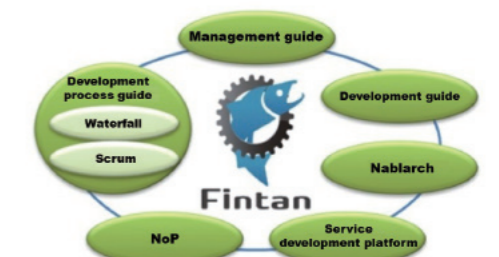 Management guide
Development
process guide
Waterfall
Scrum
Development guide
Nablarch
Fintan
NoP
Service
development platform